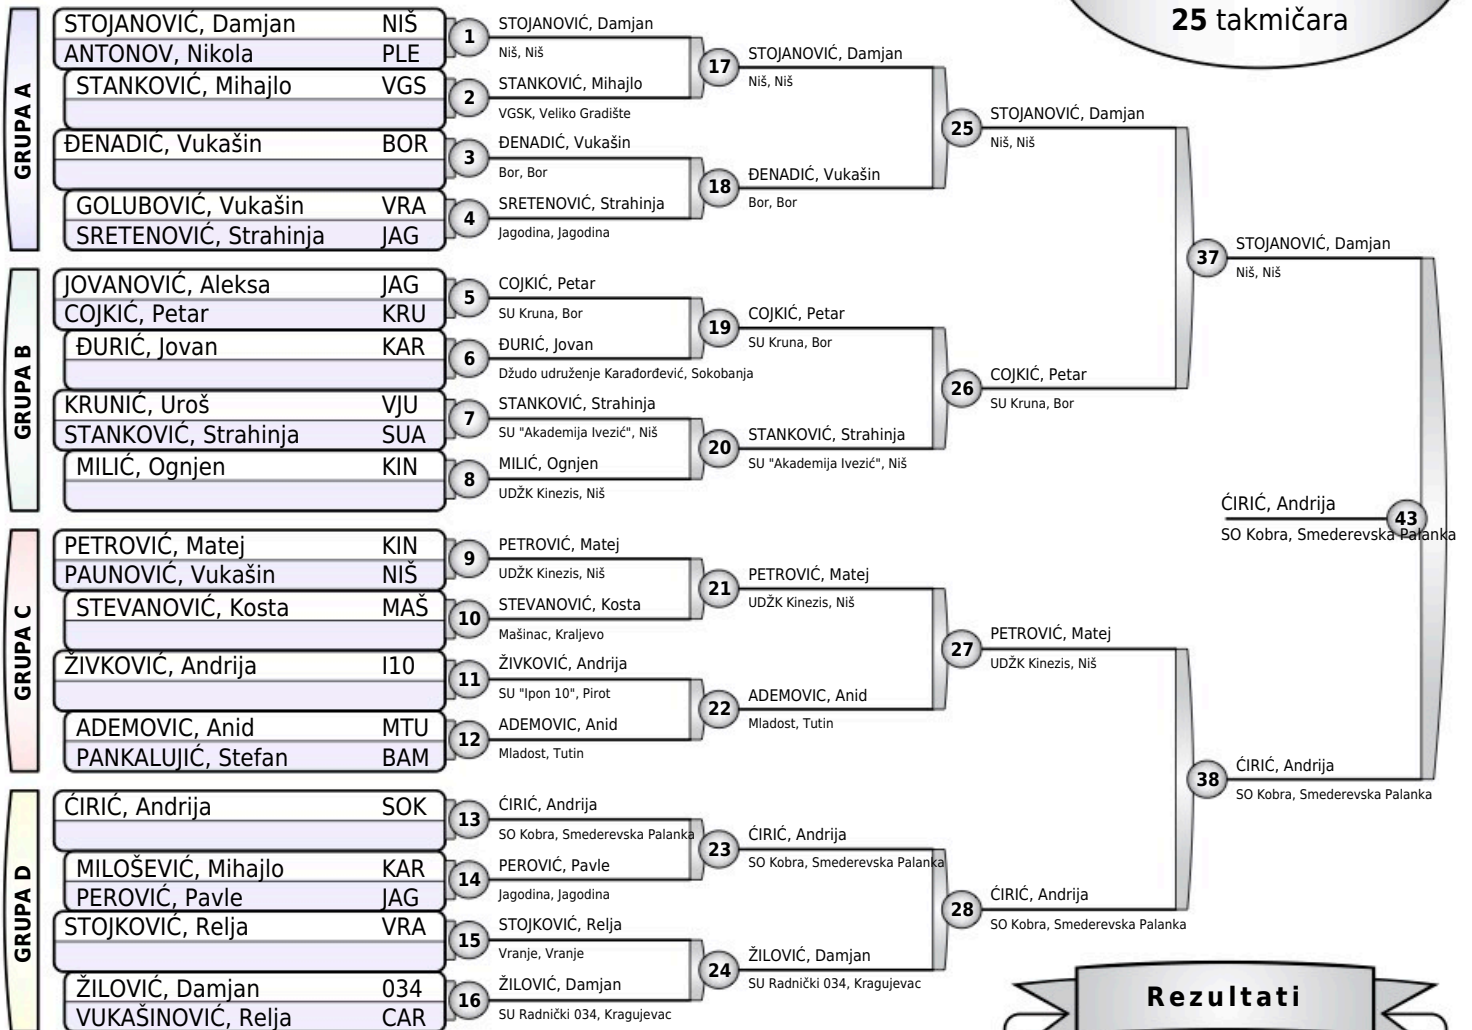 25 takmičara
GRUPA A
STOJANOVIĆ, Damjan NIŠ
ANTONOV, Nikola PLE
STANKOVIĆ, Mihajlo VGS
ĐENADIĆ, Vukašin BOR
GOLUBOVIĆ, Vukašin VRA
SRETENOVIĆ, Strahinja JAG
GRUPA B
JOVANOVIĆ, Aleksa JAG
COJKIĆ, Petar KRU
ĐURIĆ, Jovan KAR
KRUNIĆ, Uroš VJU
STANKOVIĆ, Strahinja SUA
MILIĆ, Ognjen KIN
GRUPA C
PETROVIĆ, Matej KIN
PAUNOVIĆ, Vukašin NIŠ
STEVANOVIĆ, Kosta MAŠ
ŽIVKOVIĆ, Andrija I10
ADEMOVIC, Anid MTU
PANKALUJIĆ, Stefan BAM
GRUPA D
ĆIRIĆ, Andrija SOK
MILOŠEVIĆ, Mihajlo KAR
PEROVIĆ, Pavle JAG
STOJKOVIĆ, Relja VRA
ŽILOVIĆ, Damjan 034
VUKAŠINOVIĆ, Relja CAR
1
STOJANOVIĆ, Damjan
Niš, Niš
2
STANKOVIĆ, Mihajlo
VGSK, Veliko Gradište
3
ĐENADIĆ, Vukašin
Bor, Bor
4
SRETENOVIĆ, Strahinja
Jagodina, Jagodina
5
COJKIĆ, Petar
SU Kruna, Bor
6
ĐURIĆ, Jovan
Džudo udruženje Karađorđević, Sokobanja
7
STANKOVIĆ, Strahinja
SU "Akademija Ivezić", Niš
8
MILIĆ, Ognjen
UDŽK Kinezis, Niš
9
PETROVIĆ, Matej
UDŽK Kinezis, Niš
10
STEVANOVIĆ, Kosta
Mašinac, Kraljevo
11
ŽIVKOVIĆ, Andrija
SU "Ipon 10", Pirot
12
ADEMOVIC, Anid
Mladost, Tutin
13
ĆIRIĆ, Andrija
SO Kobra, Smederevska Palanka
14
PEROVIĆ, Pavle
Jagodina, Jagodina
15
STOJKOVIĆ, Relja
Vranje, Vranje
16
ŽILOVIĆ, Damjan
SU Radnički 034, Kragujevac
17
STOJANOVIĆ, Damjan
Niš, Niš
18
ĐENADIĆ, Vukašin
Bor, Bor
19
COJKIĆ, Petar
SU Kruna, Bor
20
STANKOVIĆ, Strahinja
SU "Akademija Ivezić", Niš
21
PETROVIĆ, Matej
UDŽK Kinezis, Niš
22
ADEMOVIC, Anid
Mladost, Tutin
23
ĆIRIĆ, Andrija
SO Kobra, Smederevska Palanka
24
ŽILOVIĆ, Damjan
SU Radnički 034, Kragujevac
25
STOJANOVIĆ, Damjan
Niš, Niš
26
COJKIĆ, Petar
SU Kruna, Bor
27
PETROVIĆ, Matej
UDŽK Kinezis, Niš
28
ĆIRIĆ, Andrija
SO Kobra, Smederevska Palanka
37
STOJANOVIĆ, Damjan
Niš, Niš
38
ĆIRIĆ, Andrija
SO Kobra, Smederevska Palanka
43
ĆIRIĆ, Andrija
SO Kobra, Smederevska Palanka
Rezultati